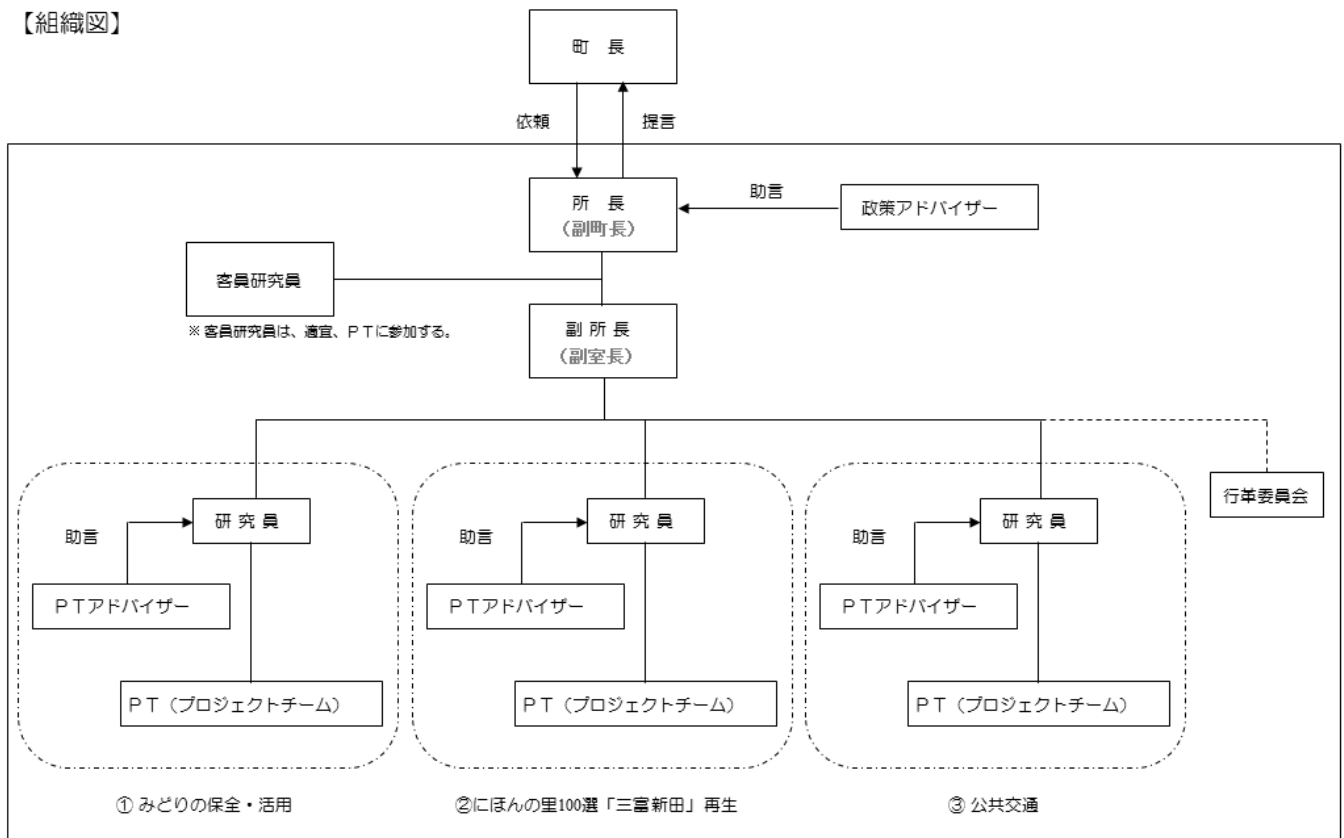 【組織図】
町 長
依頼
提言
所 長
(副町長)
助言
政策アドバイザー
客員研究員
※ 客員研究員は、適宜、PTに参加する。
副 所 長
(副室長)
行革委員会
研 究 員
助言
PTアドバイザー
PT(プロジェクトチーム)
① みどりの保全・活用
研 究 員
助言
PTアドバイザー
PT(プロジェクトチーム)
②にほんの里100選「三富新田」再生
研 究 員
助言
PTアドバイザー
PT(プロジェクトチーム)
③ 公共交通